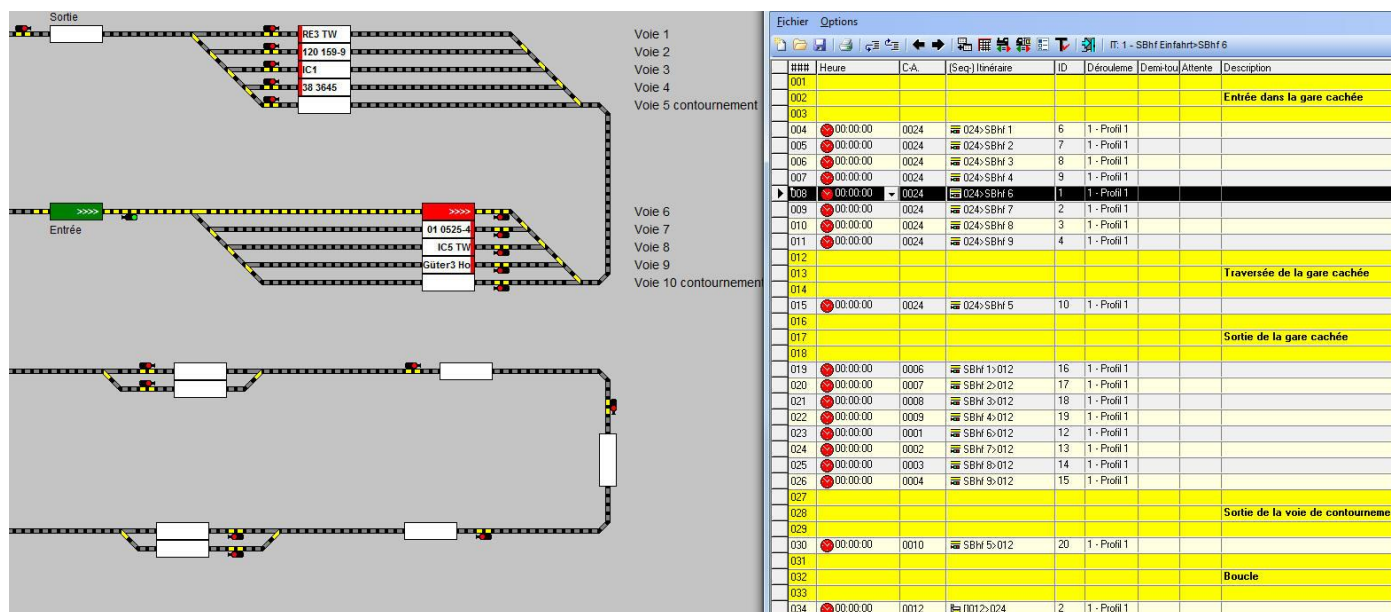 Sortie
RE3 TW
120 159-9
IC1
38 3645
Voie 1
Voie 2
Voie 3
Voie 4
Voie 5 contournement
>>>>
Entrée
>>>>
01 0525-4
IC5 TW
Güter3 Ho
Voie 6
Voie 7
Voie 8
Voie 9
Voie 10 contournement
Fichier Options
IT: 1 - SBhf Einfahrt>SBhf 6
### Heure C-A. (Seq-) Itinéraire ID Dérouleme Demi-tou Attente Description
001
002 Entrée dans la gare cachée
003
004 00:00:00 0024 024>SBhf 1 6 1 - Profil 1
005 00:00:00 0024 024>SBhf 2 7 1 - Profil 1
006 00:00:00 0024 024>SBhf 3 8 1 - Profil 1
007 00:00:00 0024 024>SBhf 4 9 1 - Profil 1
008 00:00:00 0024 024>SBhf 6 1 1 - Profil 1
009 00:00:00 0024 024>SBhf 7 2 1 - Profil 1
010 00:00:00 0024 024>SBhf 8 3 1 - Profil 1
011 00:00:00 0024 024>SBhf 9 4 1 - Profil 1
012
013 Traversée de la gare cachée
014
015 00:00:00 0024 024>SBhf 5 10 1 - Profil 1
016
017 Sortie de la gare cachée
018
019 00:00:00 0006 SBhf 1>012 16 1 - Profil 1
020 00:00:00 0007 SBhf 2>012 17 1 - Profil 1
021 00:00:00 0008 SBhf 3>012 18 1 - Profil 1
022 00:00:00 0009 SBhf 4>012 19 1 - Profil 1
023 00:00:00 0001 SBhf 6>012 12 1 - Profil 1
024 00:00:00 0002 SBhf 7>012 13 1 - Profil 1
025 00:00:00 0003 SBhf 8>012 14 1 - Profil 1
026 00:00:00 0004 SBhf 9>012 15 1 - Profil 1
027
028 Sortie de la voie de contourneme
029
030 00:00:00 0010 SBhf 5>012 20 1 - Profil 1
031
032 Boucle
033
034 00:00:00 0012 [)012>024 2 1 - Profil 1